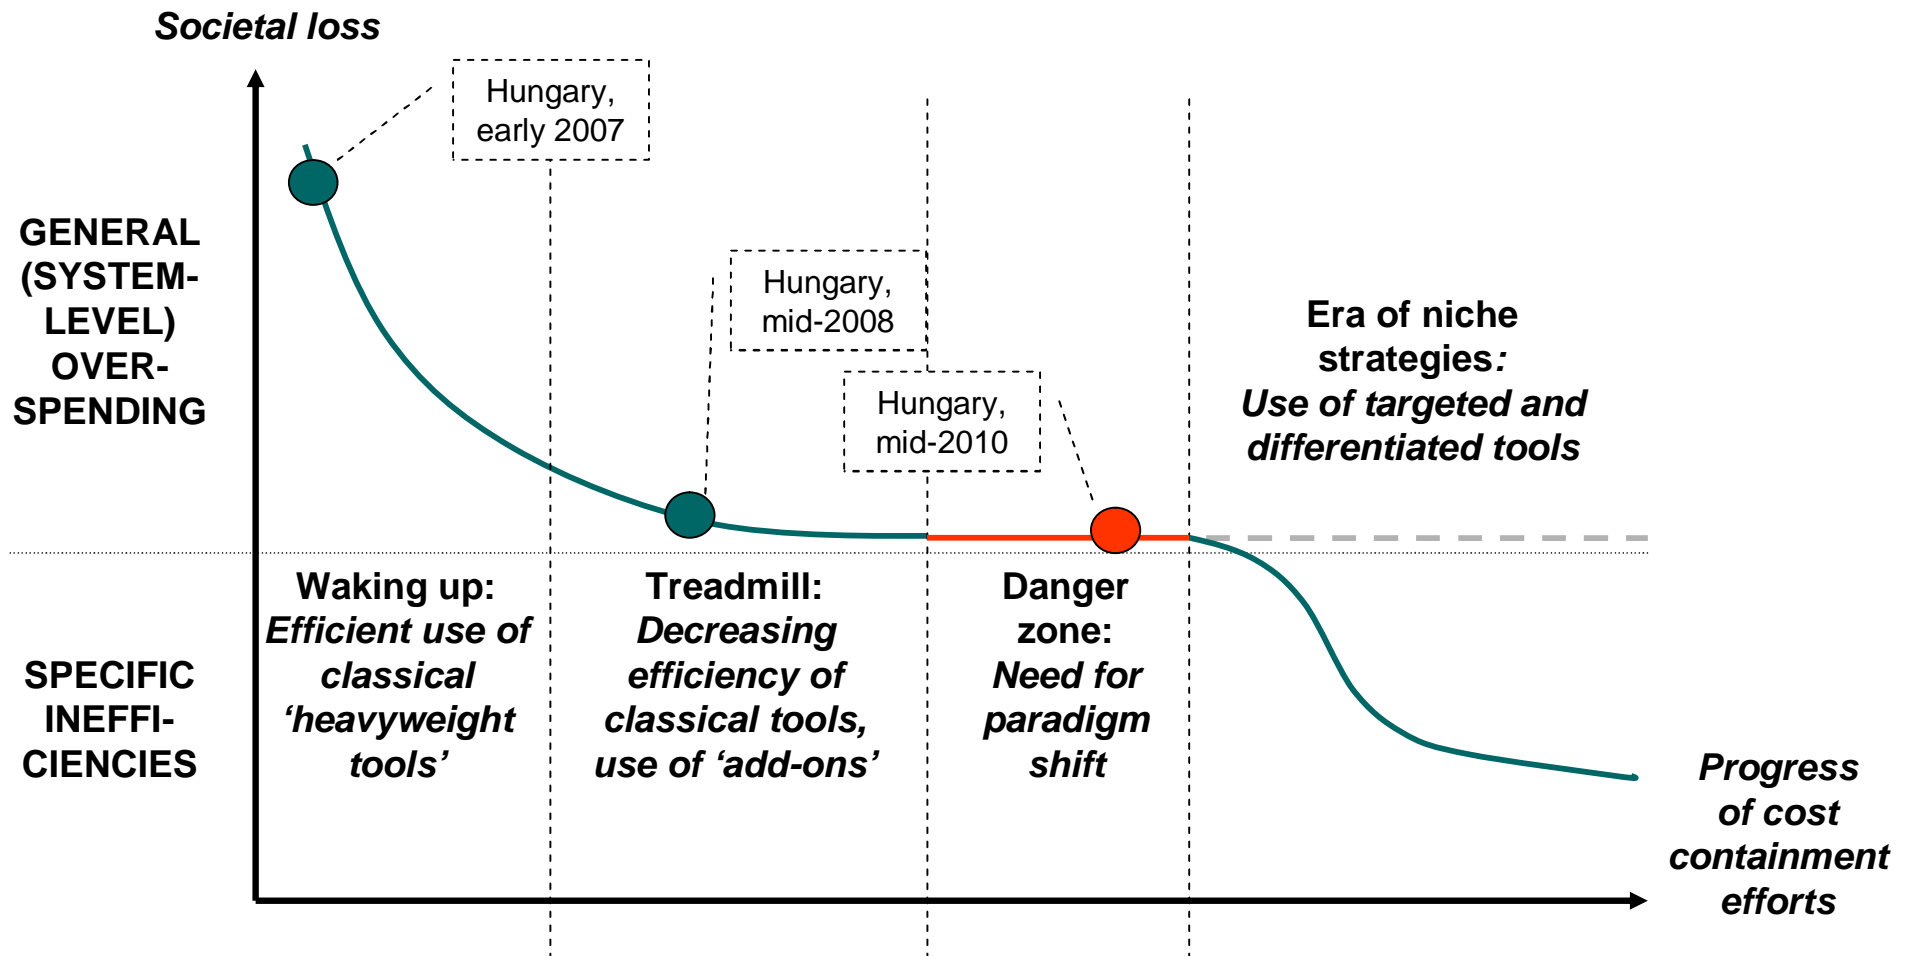 Societal loss
Hungary,
early 2007
GENERAL
(SYSTEM-
LEVEL)
OVER-
SPENDING
Hungary,
mid-2008
Hungary,
mid-2010
Era of niche
strategies:
Use of targeted and
differentiated tools
Waking up:
Efficient use of
classical
‘heavyweight
tools’
Treadmill:
Decreasing
efficiency of
classical tools,
use of ‘add-ons’
Danger
zone:
Need for
paradigm
shift
SPECIFIC
INEFFI-
CIENCIES
Progress
of cost
containment
efforts